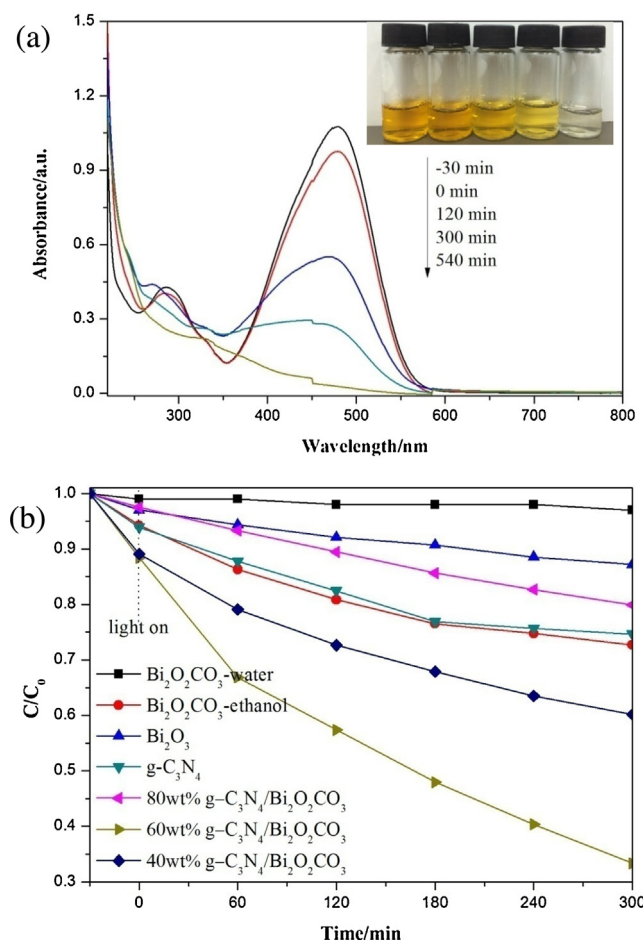 (a)
1.5
1.2
0.9
0.6
0.3
0.0
Absorbance/a.u.
-30 min
0 min
120 min
300 min
540 min
300 400 500 600 700 800
Wavelength/nm
(b)
1.0
0.9
0.8
0.7
0.6
0.5
0.4
0.3
C/C₀
light on
Bi₂O₂CO₃-water
Bi₂O₂CO₃-ethanol
Bi₂O₃
g-C₃N₄
80wt% g–C₃N₄/Bi₂O₂CO₃
60wt% g–C₃N₄/Bi₂O₂CO₃
40wt% g–C₃N₄/Bi₂O₂CO₃
0 60 120 180 240 300
Time/min